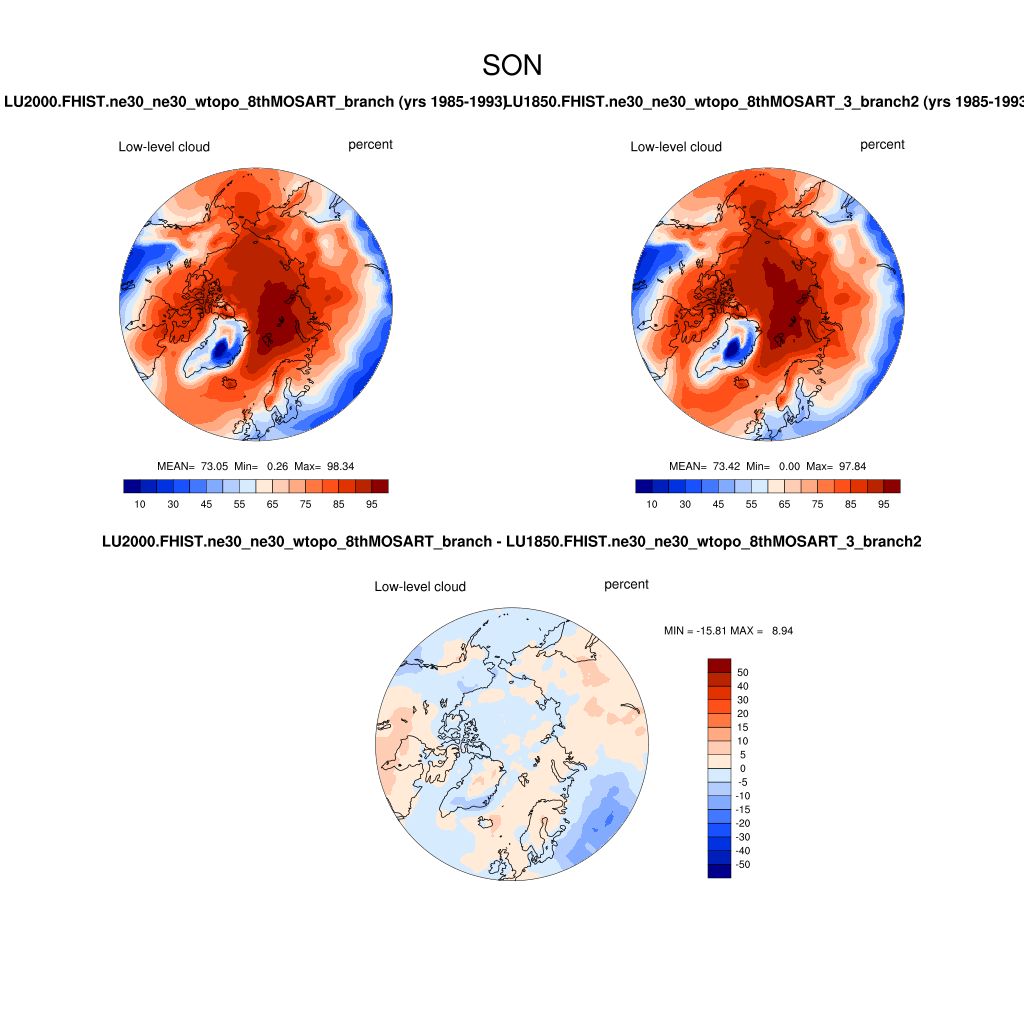 SON
LU2000.FHIST.ne30_ne30_wtopo_8thMOSART_branch (yrs 1985-1993)
LU1850.FHIST.ne30_ne30_wtopo_8thMOSART_3_branch2 (yrs 1985-1993
Low-level cloud percent
Low-level cloud percent
MEAN= 73.05 Min= 0.26 Max= 98.34
MEAN= 73.42 Min= 0.00 Max= 97.84
10 30 45 55 65 75 85 95
10 30 45 55 65 75 85 95
LU2000.FHIST.ne30_ne30_wtopo_8thMOSART_branch - LU1850.FHIST.ne30_ne30_wtopo_8thMOSART_3_branch2
Low-level cloud percent
MIN = -15.81 MAX = 8.94
50
40
30
20
15
10
5
0
-5
-10
-15
-20
-30
-40
-50